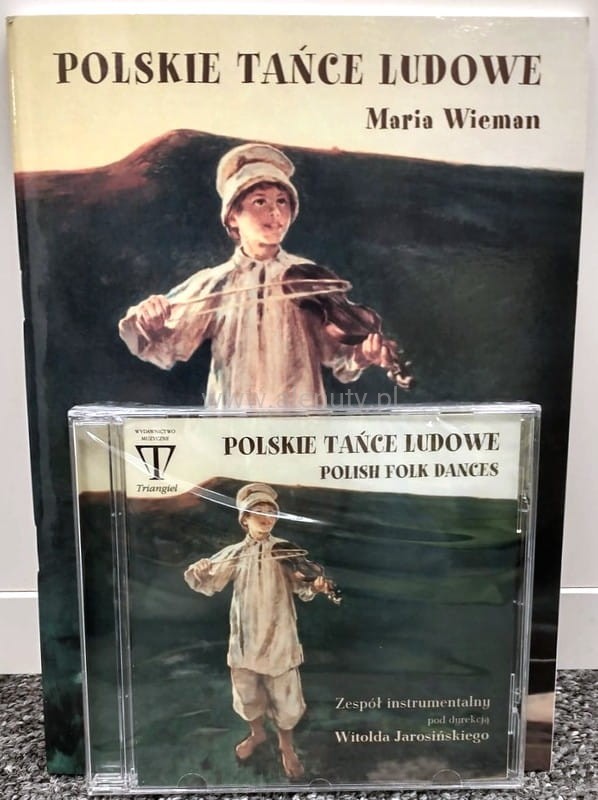 POLSKIE TAŃCE LUDOWE
Maria Wieman
WYDAWNICTWO
MUZYCZNE
Triangiel
POLSKIE TAŃCE LUDOWE
POLISH FOLK DANCES
Zespół instrumentalny
pod dyrekcją
Witolda Jarosińskiego